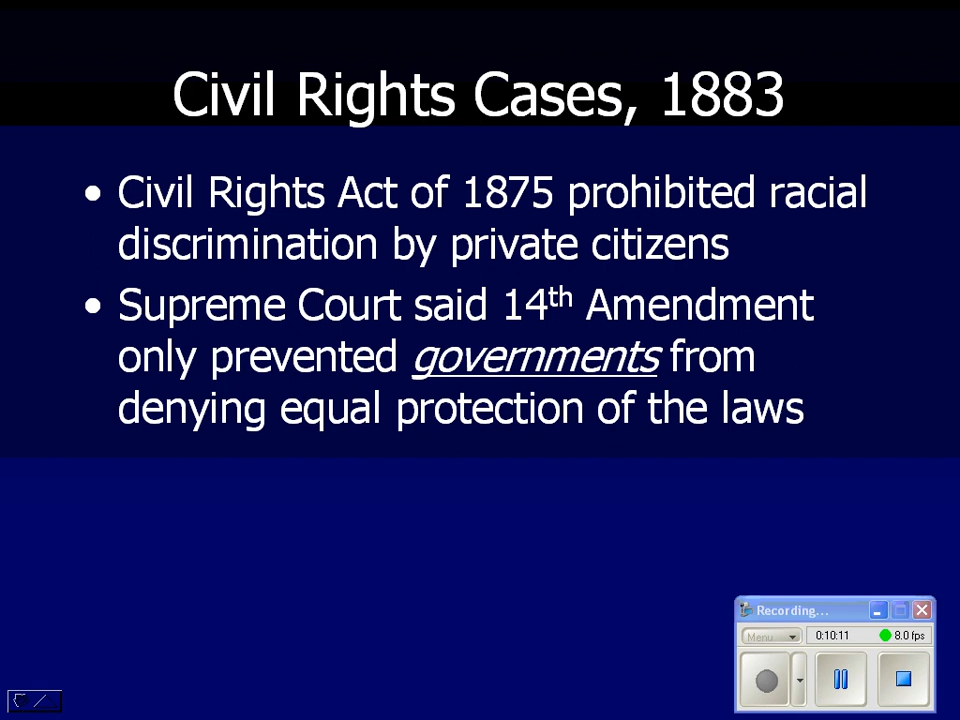 Civil Rights Cases, 1883
• Civil Rights Act of 1875 prohibited racial
discrimination by private citizens
• Supreme Court said 14th Amendment
only prevented governments from
denying equal protection of the laws
Recording...
Menu
0:10:11
8.0 fps